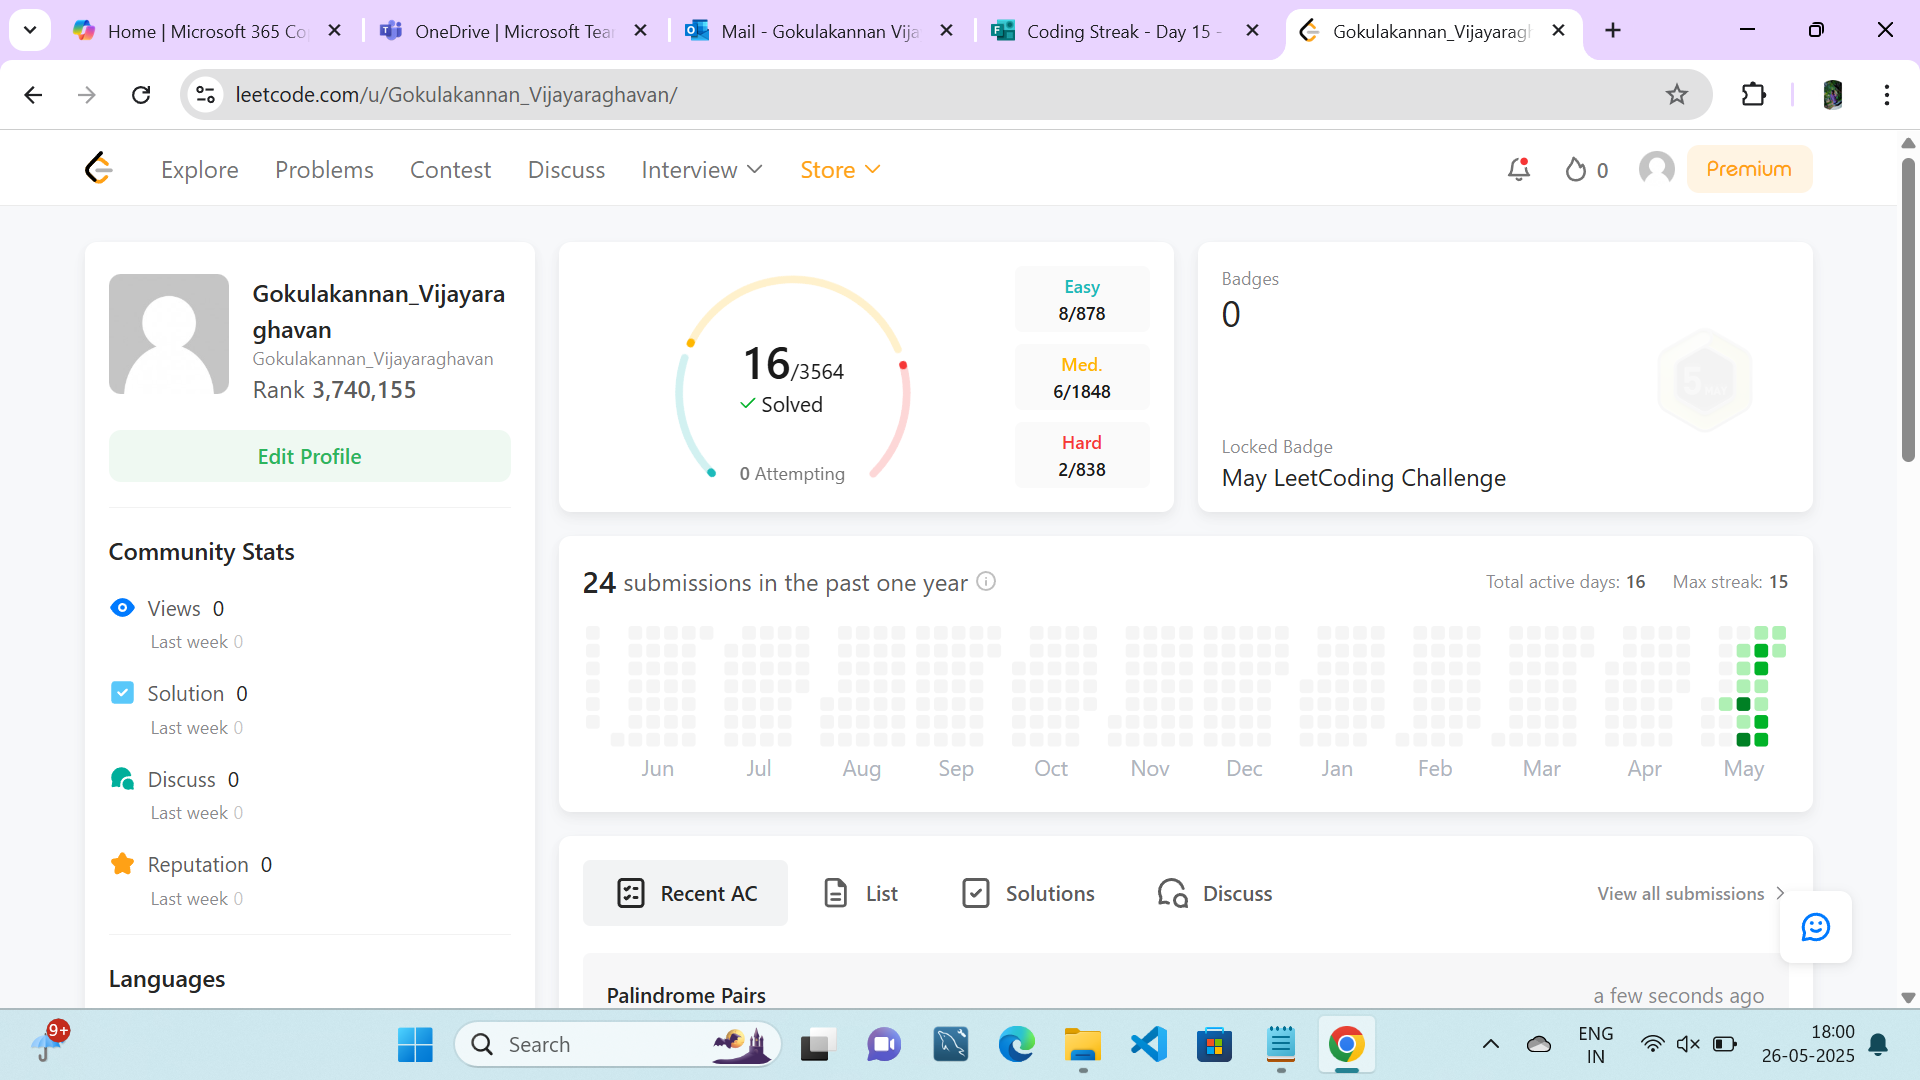 Home | Microsoft 365 Co
OneDrive | Microsoft Tea
Mail - Gokulakannan Vija
Coding Streak - Day 15 -
Gokulakannan_Vijayaragh
leetcode.com/u/Gokulakannan_Vijayaraghavan/
Explore
Problems
Contest
Discuss
Interview
Store
0
Premium
Gokulakannan_Vijayara
ghavan
Gokulakannan_Vijayaraghavan
Rank 3,740,155
Edit Profile
Community Stats
Views 0
Last week 0
Solution 0
Last week 0
Discuss 0
Last week 0
Reputation 0
Last week 0
Languages
16/3564
Solved
0 Attempting
Easy
8/878
Med.
6/1848
Hard
2/838
Badges
0
Locked Badge
May LeetCoding Challenge
24 submissions in the past one year
Total active days: 16
Max streak: 15
Jun
Jul
Aug
Sep
Oct
Nov
Dec
Jan
Feb
Mar
Apr
May
Recent AC
List
Solutions
Discuss
View all submissions
Palindrome Pairs
a few seconds ago
9+
Search
ENG
IN
18:00
26-05-2025